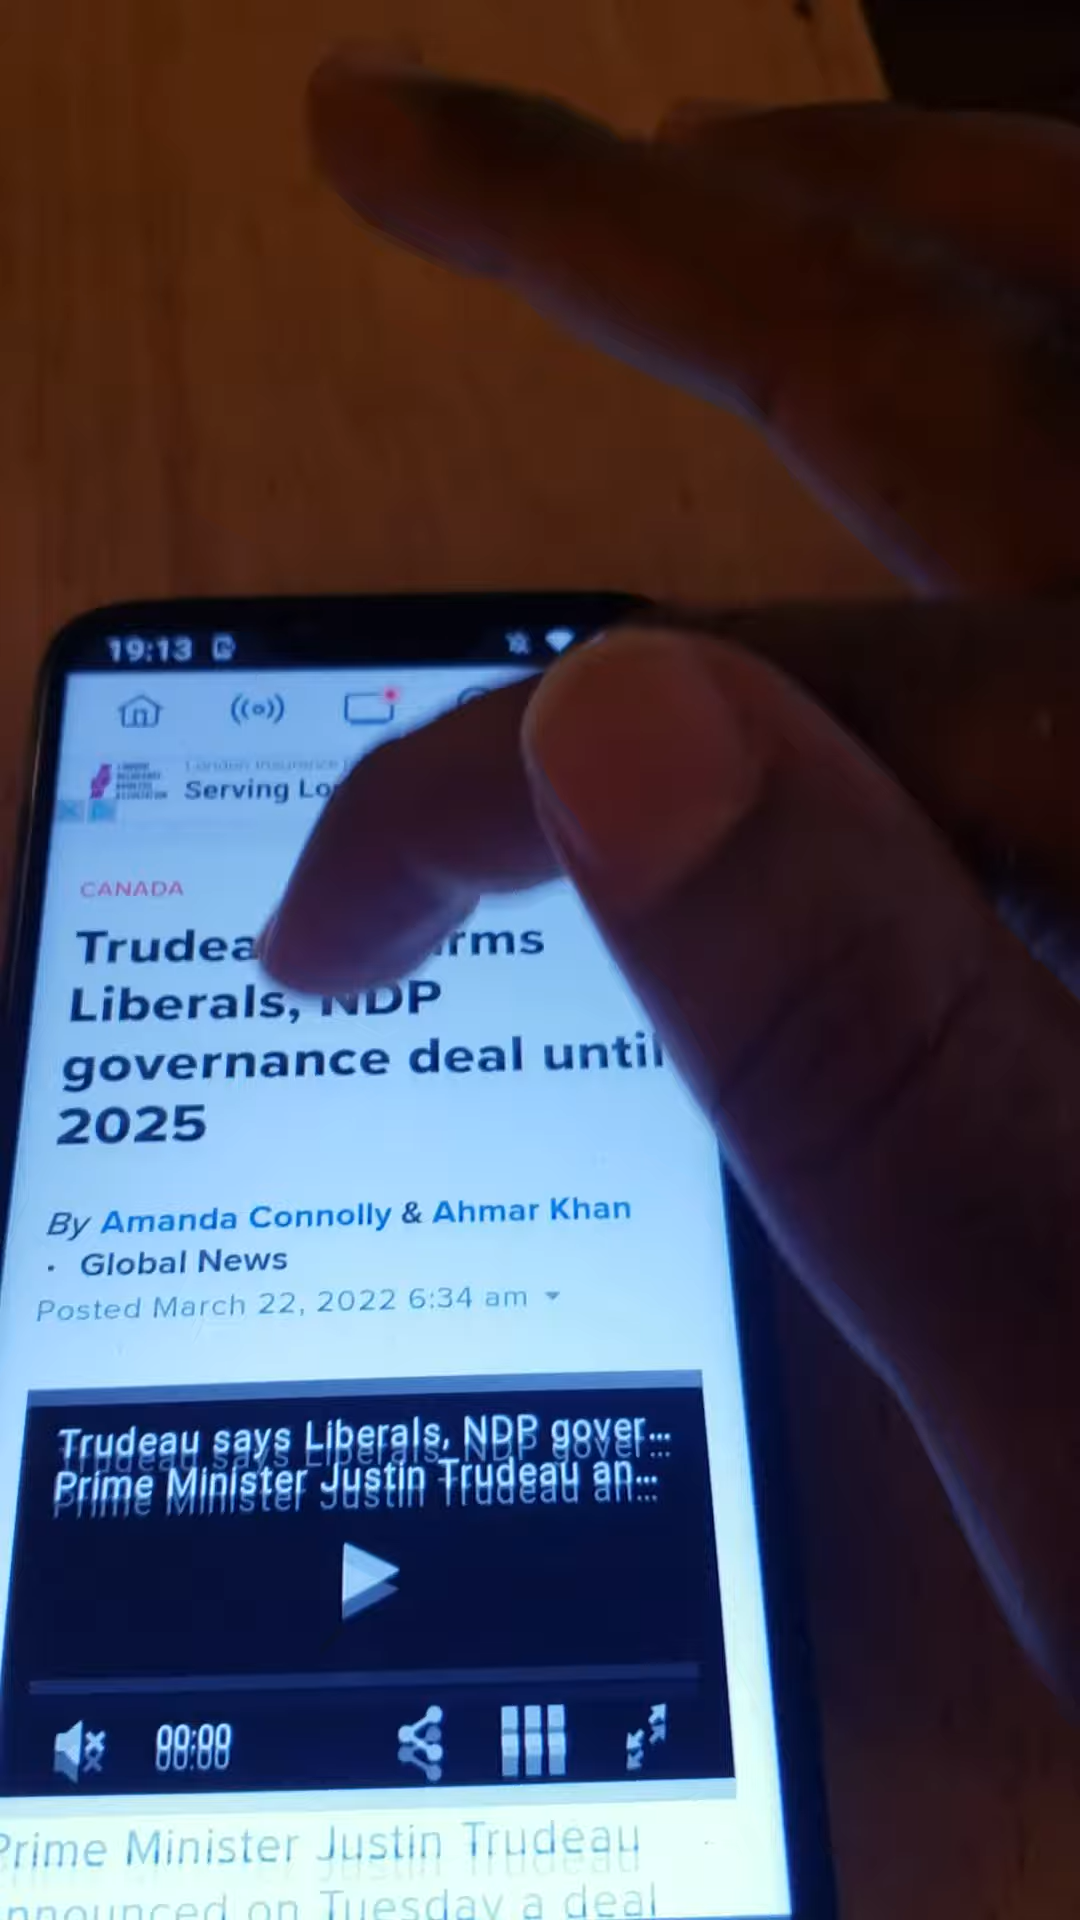 19:13
Serving
CANADA
rms
Liberals, NDP
governance deal until
2025
By Amanda Connolly & Ahmar Khan
· Global News
Posted March 22, 2022 6:34 am
Trudeau says Liberals, NDP gover...
Prime Minister Justin Trudeau an...
00:00
Prime Minister Justin Trudeau
announced on Tuesday a deal